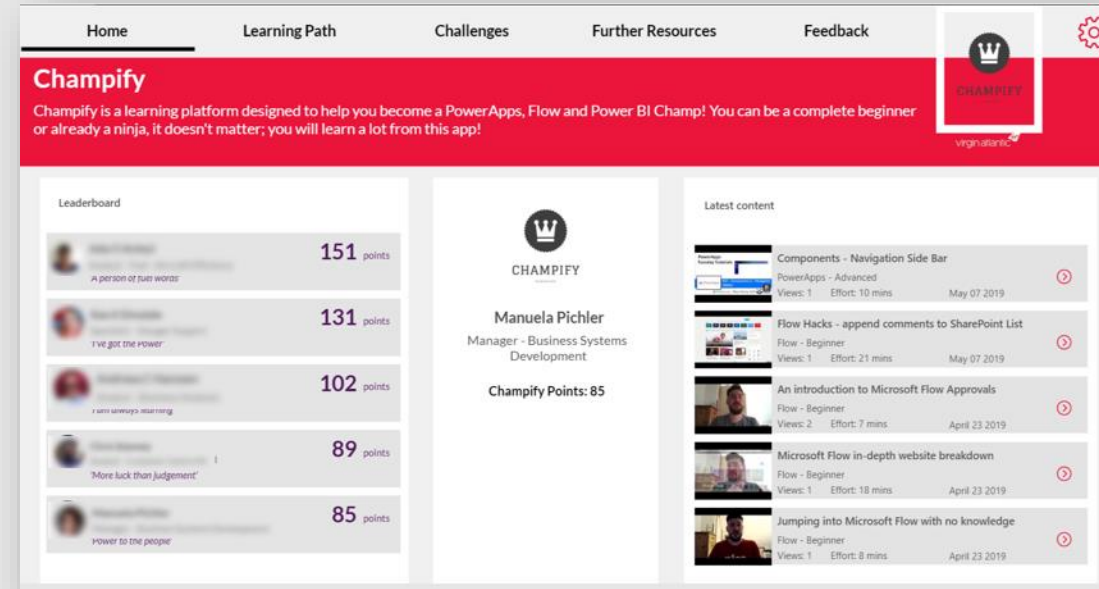 Home Learning Path Challenges Further Resources Feedback
CHAMPIFY
virgin atlantic
Champify
Champify is a learning platform designed to help you become a PowerApps, Flow and Power BI Champ! You can be a complete beginner
or already a ninja, it doesn't matter; you will learn a lot from this app!
Leaderboard
151 points
'A person of fuel words'
131 points
'I've got the Power'
102 points
'I am always learning'
89 points
'More luck than judgement'
85 points
'Power to the people'
CHAMPIFY
Manuela Pichler
Manager - Business Systems
Development
Champify Points: 85
Latest content
Components - Navigation Side Bar
PowerApps - Advanced
Views: 1 Effort: 10 mins May 07 2019
Flow Hacks - append comments to SharePoint List
Flow - Beginner
Views: 1 Effort: 21 mins May 07 2019
An introduction to Microsoft Flow Approvals
Flow - Beginner
Views: 2 Effort: 7 mins April 23 2019
Microsoft Flow in-depth website breakdown
Flow - Beginner
Views: 1 Effort: 18 mins April 23 2019
Jumping into Microsoft Flow with no knowledge
Flow - Beginner
Views: 1 Effort: 8 mins April 23 2019